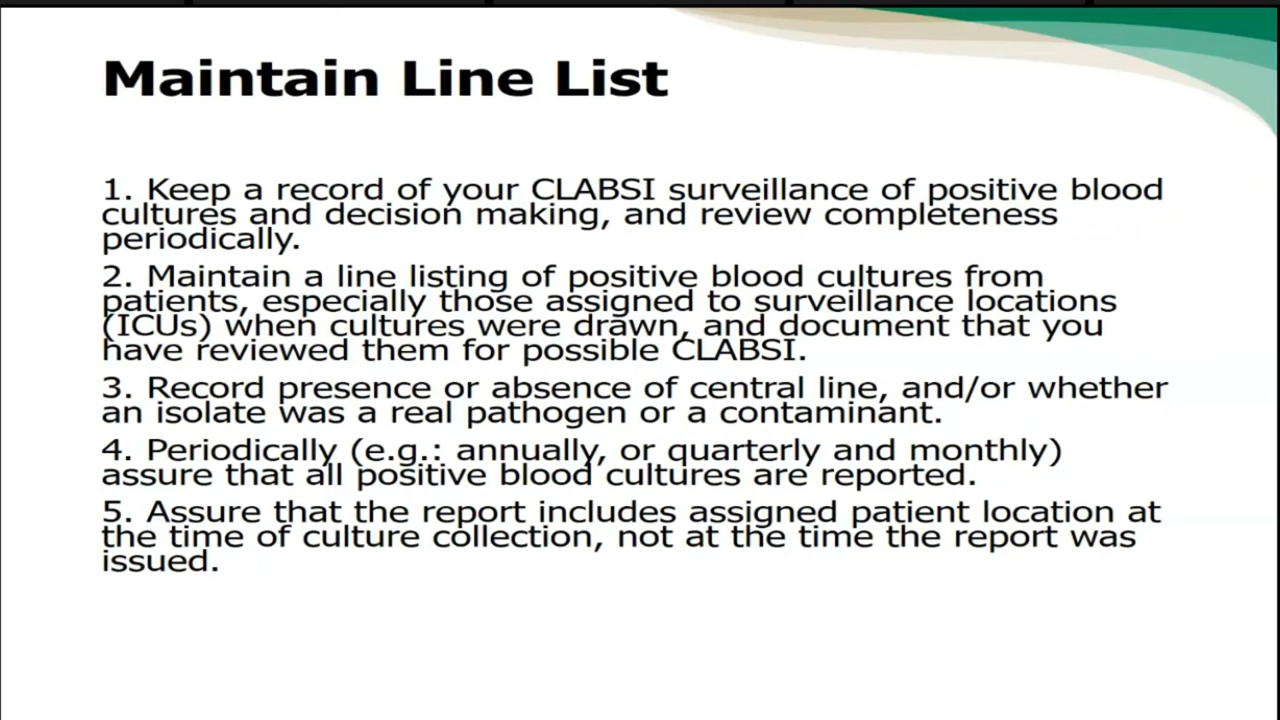 Maintain Line List
1. Keep a record of your CLABSI surveillance of positive blood
cultures and decision making, and review completeness
periodically.
2. Maintain a line listing of positive blood cultures from
patients, especially those assigned to surveillance locations
(ICUs) when cultures were drawn, and document that you
have reviewed them for possible CLABSI.
3. Record presence or absence of central line, and/or whether
an isolate was a real pathogen or a contaminant.
4. Periodically (e.g.: annually, or quarterly and monthly)
assure that all positive blood cultures are reported.
5. Assure that the report includes assigned patient location at
the time of culture collection, not at the time the report was
issued.